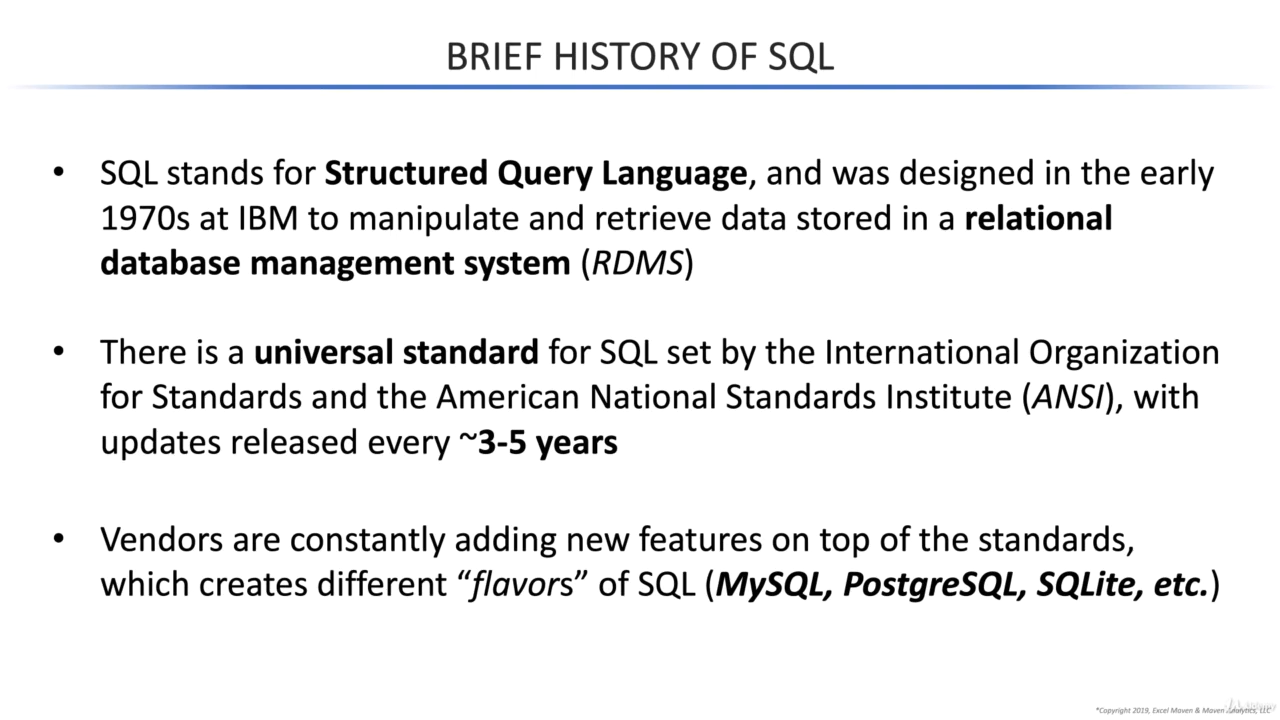 BRIEF HISTORY OF SQL
• SQL stands for Structured Query Language, and was designed in the early
1970s at IBM to manipulate and retrieve data stored in a relational
database management system (RDMS)
• There is a universal standard for SQL set by the International Organization
for Standards and the American National Standards Institute (ANSI), with
updates released every ~3-5 years
• Vendors are constantly adding new features on top of the standards,
which creates different “flavors” of SQL (MySQL, PostgreSQL, SQLite, etc.)
*Copyright 2019, Excel Maven & Maven Analytics, LLC